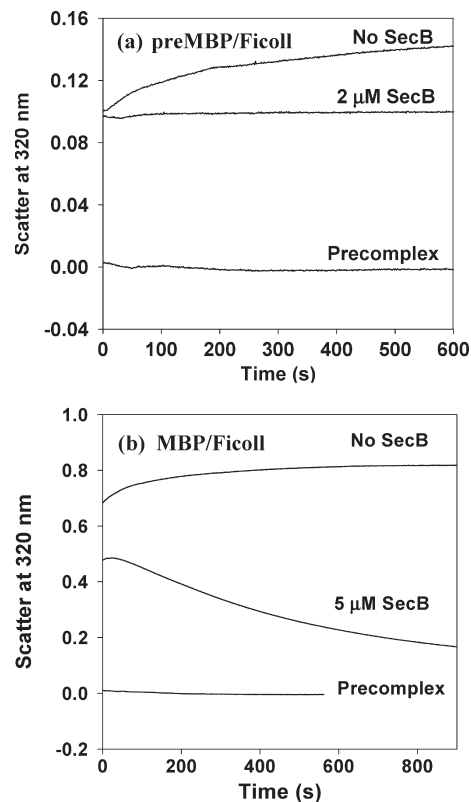 0.16
(a) preMBP/Ficoll
No SecB
0.12
2 µM SecB
0.08
Scatter at 320 nm
0.04
Precomplex
0.00
-0.04
0 100 200 300 400 500 600
Time (s)
1.0
(b) MBP/Ficoll
No SecB
0.8
0.6
Scatter at 320 nm
0.4
5 µM SecB
0.2
Precomplex
0.0
-0.2
0 200 400 600 800
Time (s)